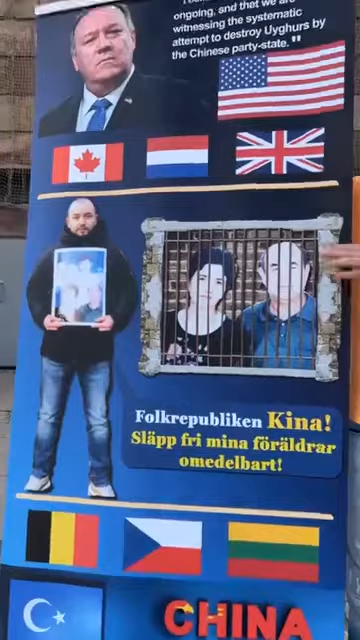 ongoing, and that we are
witnessing the systematic
attempt to destroy Uyghurs by
the Chinese party-state."
Folkrepubliken Kina!
Släpp fri mina föräldrar
omedelbart!
CHINA